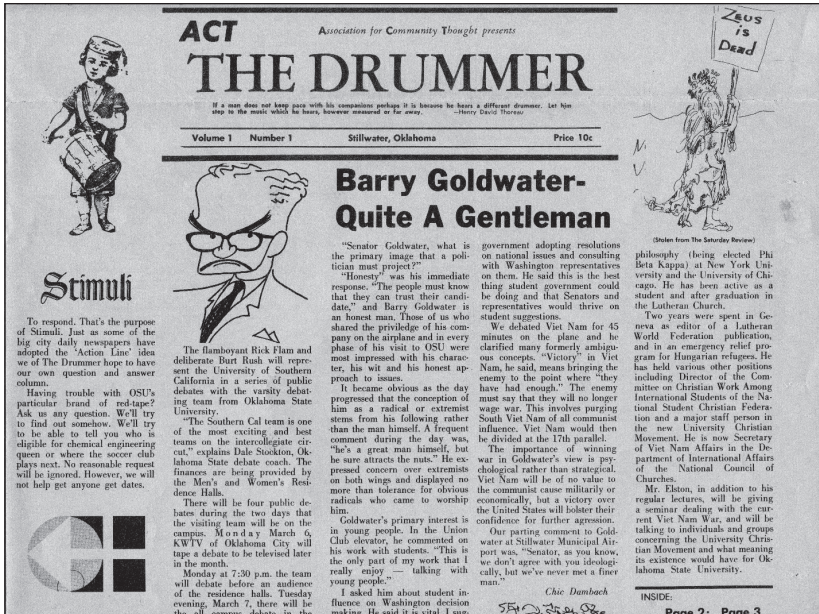 ACT
Association for Community Thought presents
THE DRUMMER
If a man does not keep pace with his companions perhaps it is because he hears a different drummer. Let him
step to the music which he hears, however measured or far away. —Henry David Thoreau
Volume 1 Number 1 Stillwater, Oklahoma Price 10c
ZEUS
is
Dead
(Stolen from The Saturday Review)
Stimuli
To respond. That's the purpose
of Stimuli. Just as some of the
big city daily newspapers have
adopted the 'Action Line' idea
we of The Drummer hope to have
our own question and answer
column.
Having trouble with OSU's
particular brand of red-tape?
Ask us any question. We'll try
to find out somehow. We'll try
to be able to tell you who is
eligible for chemical engineering
queen or where the soccer club
plays next. No reasonable request
will be ignored. However, we will
not help get anyone get dates.
The flamboyant Rick Flam and
deliberate Burt Rush will repre-
sent the University of Southern
California in a series of public
debates with the varsity debat-
ing team from Oklahoma State
University.
"The Southern Cal team is one
of the most exciting and best
teams on the intercollegiate cir-
cut," explains Dale Stockton, Ok-
lahoma State debate coach. The
finances are being provided by
the Men's and Women's Resi-
dence Halls.
There will be four public de-
bates during the two days that
the visiting team will be on the
campus. Monday March 6,
KWTV of Oklahoma City will
tape a debate to be televised later
in the month.
Monday at 7:30 p.m. the team
will debate before an audience
of the residence halls. Tuesday
evening, March 7, there will be
the all campus debate in the
Barry Goldwater-
Quite A Gentleman
"Senator Goldwater, what is
the primary image that a poli-
tician must project?"
"Honesty" was his immediate
response. "The people must know
that they can trust their candi-
date," and Barry Goldwater is
an honest man. Those of us who
shared the priviledge of his com-
pany on the airplane and in every
phase of his visit to OSU were
most impressed with his charac-
ter, his wit and his honest ap-
proach to issues.
It became obvious as the day
progressed that the conception of
him as a radical or extremist
stems from his following rather
than the man himself. A frequent
comment during the day was,
"he's a great man himself, but
he sure attracts the nuts." He ex-
pressed concern over extremists
on both wings and displayed no
more than tolerance for obvious
radicals who came to worship
him.
Goldwater's primary interest is
in young people. In the Union
Club elevator, he commented on
his work with students. "This is
the only part of my work that I
really enjoy — talking with
young people."
I asked him about student in-
fluence on Washington decision
making. He said it is vital. I sug-
government adopting resolutions
on national issues and consulting
with Washington representatives
on them. He said this is the best
thing student government could
be doing and that Senators and
representatives would thrive on
student suggestions.
We debated Viet Nam for 45
minutes on the plane and he
clarified many formerly ambigu-
ous concepts. "Victory" in Viet
Nam, he said, means bringing the
enemy to the point where "they
have had enough." The enemy
must say that they will no longer
wage war. This involves purging
South Viet Nam of all communist
influence. Viet Nam would then
be divided at the 17th parallel.
The importance of winning
war in Goldwater's view is psy-
chological rather than strategical.
Viet Nam will be of no value to
the communist cause militarily or
economically, but a victory over
the United States will bolster their
confidence for further agression.
Our parting comment to Gold-
water at Stillwater Municipal Air-
port was, "Senator, as you know,
we don't agree with you ideologi-
cally, but we've never met a finer
man."
Chic Dambach
philosophy (being elected Phi
Beta Kappa) at New York Uni-
versity and the University of Chi-
cago. He has been active as a
student and after graduation in
the Lutheran Church.
Two years were spent in Ge-
neva as editor of a Lutheran
World Federation publication,
and in an emergency relief pro-
gram for Hungarian refugees. He
has held various other positions
including Director of the Com-
mittee on Christian Work Among
International Students of the Na-
tional Student Christian Federa-
tion and a major staff person in
the new University Christian
Movement. He is now Secretary
of Viet Nam Affairs in the De-
partment of International Affairs
of the National Council of
Churches.
Mr. Elston, in addition to his
regular lectures, will be giving
a seminar dealing with the cur-
rent Viet Nam War, and will be
talking to individuals and groups
concerning the University Chris-
tian Movement and what meaning
its existence would have for Ok-
lahoma State University.
INSIDE:
Page 2: Page 3